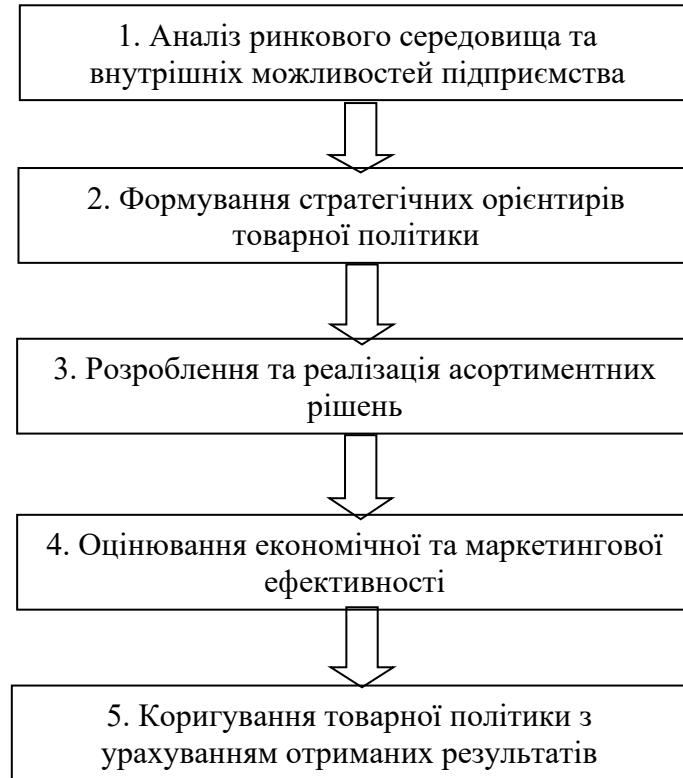 1. Аналіз ринкового середовища та
внутрішніх можливостей підприємства
2. Формування стратегічних орієнтирів
товарної політики
3. Розроблення та реалізація асортиментних
рішень
4. Оцінювання економічної та маркетингової
ефективності
5. Коригування товарної політики з
урахуванням отриманих результатів